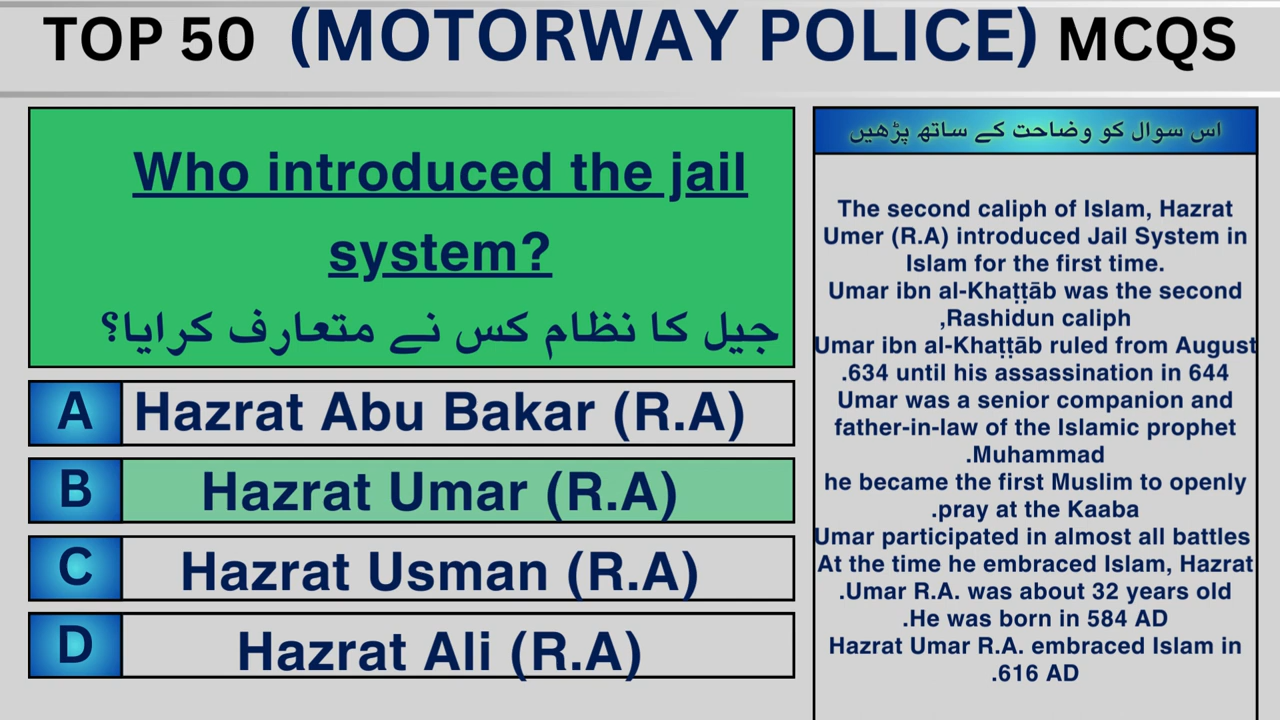 TOP 50 (MOTORWAY POLICE) MCQS
Who introduced the jail
system?
جیل کا نظام کس نے متعارف کرایا؟
A Hazrat Abu Bakar (R.A)
B Hazrat Umar (R.A)
C Hazrat Usman (R.A)
D Hazrat Ali (R.A)
اس سوال کو وضاحت کے ساتھ پڑھیں
The second caliph of Islam, Hazrat
Umer (R.A) introduced Jail System in
Islam for the first time.
Umar ibn al-Khaṭṭāb was the second
,Rashidun caliph
Umar ibn al-Khaṭṭāb ruled from August
.634 until his assassination in 644
Umar was a senior companion and
father-in-law of the Islamic prophet
.Muhammad
he became the first Muslim to openly
.pray at the Kaaba
Umar participated in almost all battles
At the time he embraced Islam, Hazrat
.Umar R.A. was about 32 years old
.He was born in 584 AD
Hazrat Umar R.A. embraced Islam in
.616 AD